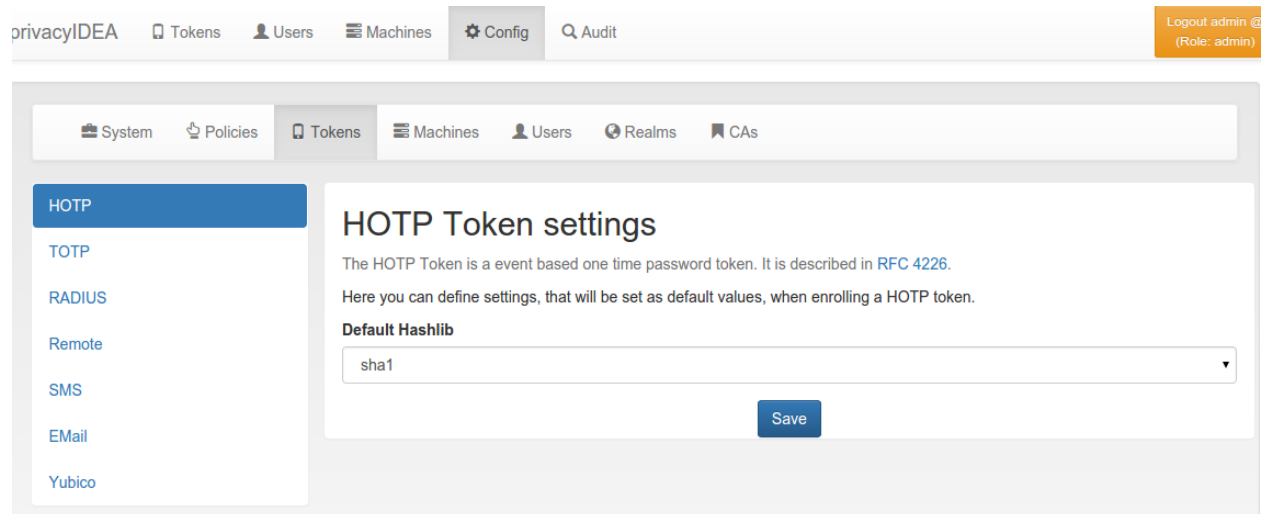 privacyIDEA Tokens Users Machines Config Audit
Logout admin @
(Role: admin)
System Policies Tokens Machines Users Realms CAs
HOTP
TOTP
RADIUS
Remote
SMS
EMail
Yubico
HOTP Token settings
The HOTP Token is a event based one time password token. It is described in RFC 4226.
Here you can define settings, that will be set as default values, when enrolling a HOTP token.
Default Hashlib
sha1
Save